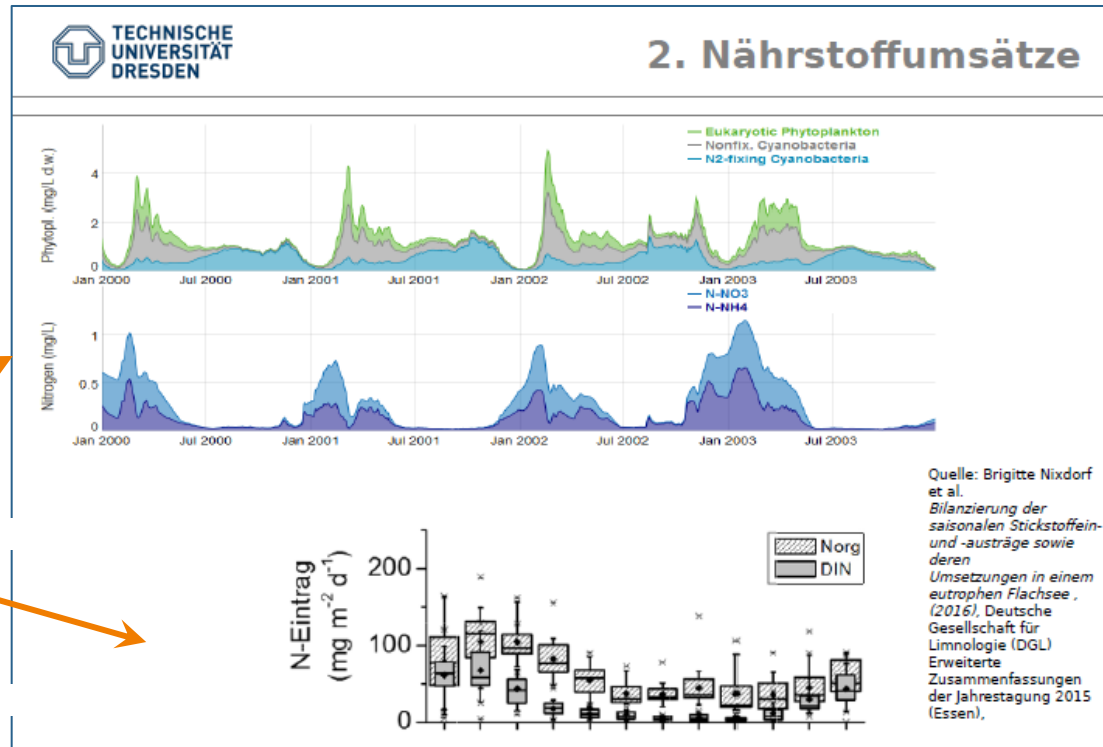 TECHNISCHE
UNIVERSITÄT
DRESDEN
2. Nährstoffumsätze
Phytopl. (mg/L d.w.)
4
2
0
Eukaryotic Phytoplankton
Nonfix. Cyanobacteria
N2-fixing Cyanobacteria
Jan 2000 Jul 2000 Jan 2001 Jul 2001 Jan 2002 Jul 2002 Jan 2003 Jul 2003
Nitrogen (mg/L)
1
0.5
0
N-NO3
N-NH4
Jan 2000 Jul 2000 Jan 2001 Jul 2001 Jan 2002 Jul 2002 Jan 2003 Jul 2003
N-Eintrag
(mg m⁻² d⁻¹)
200
100
0
Norg
DIN
Quelle: Brigitte Nixdorf
et al.
Bilanzierung der
saisonalen Stickstoffein-
und -austräge sowie
deren
Umsetzungen in einem
eutrophen Flachsee ,
(2016), Deutsche
Gesellschaft für
Limnologie (DGL)
Erweiterte
Zusammenfassungen
der Jahrestagung 2015
(Essen),